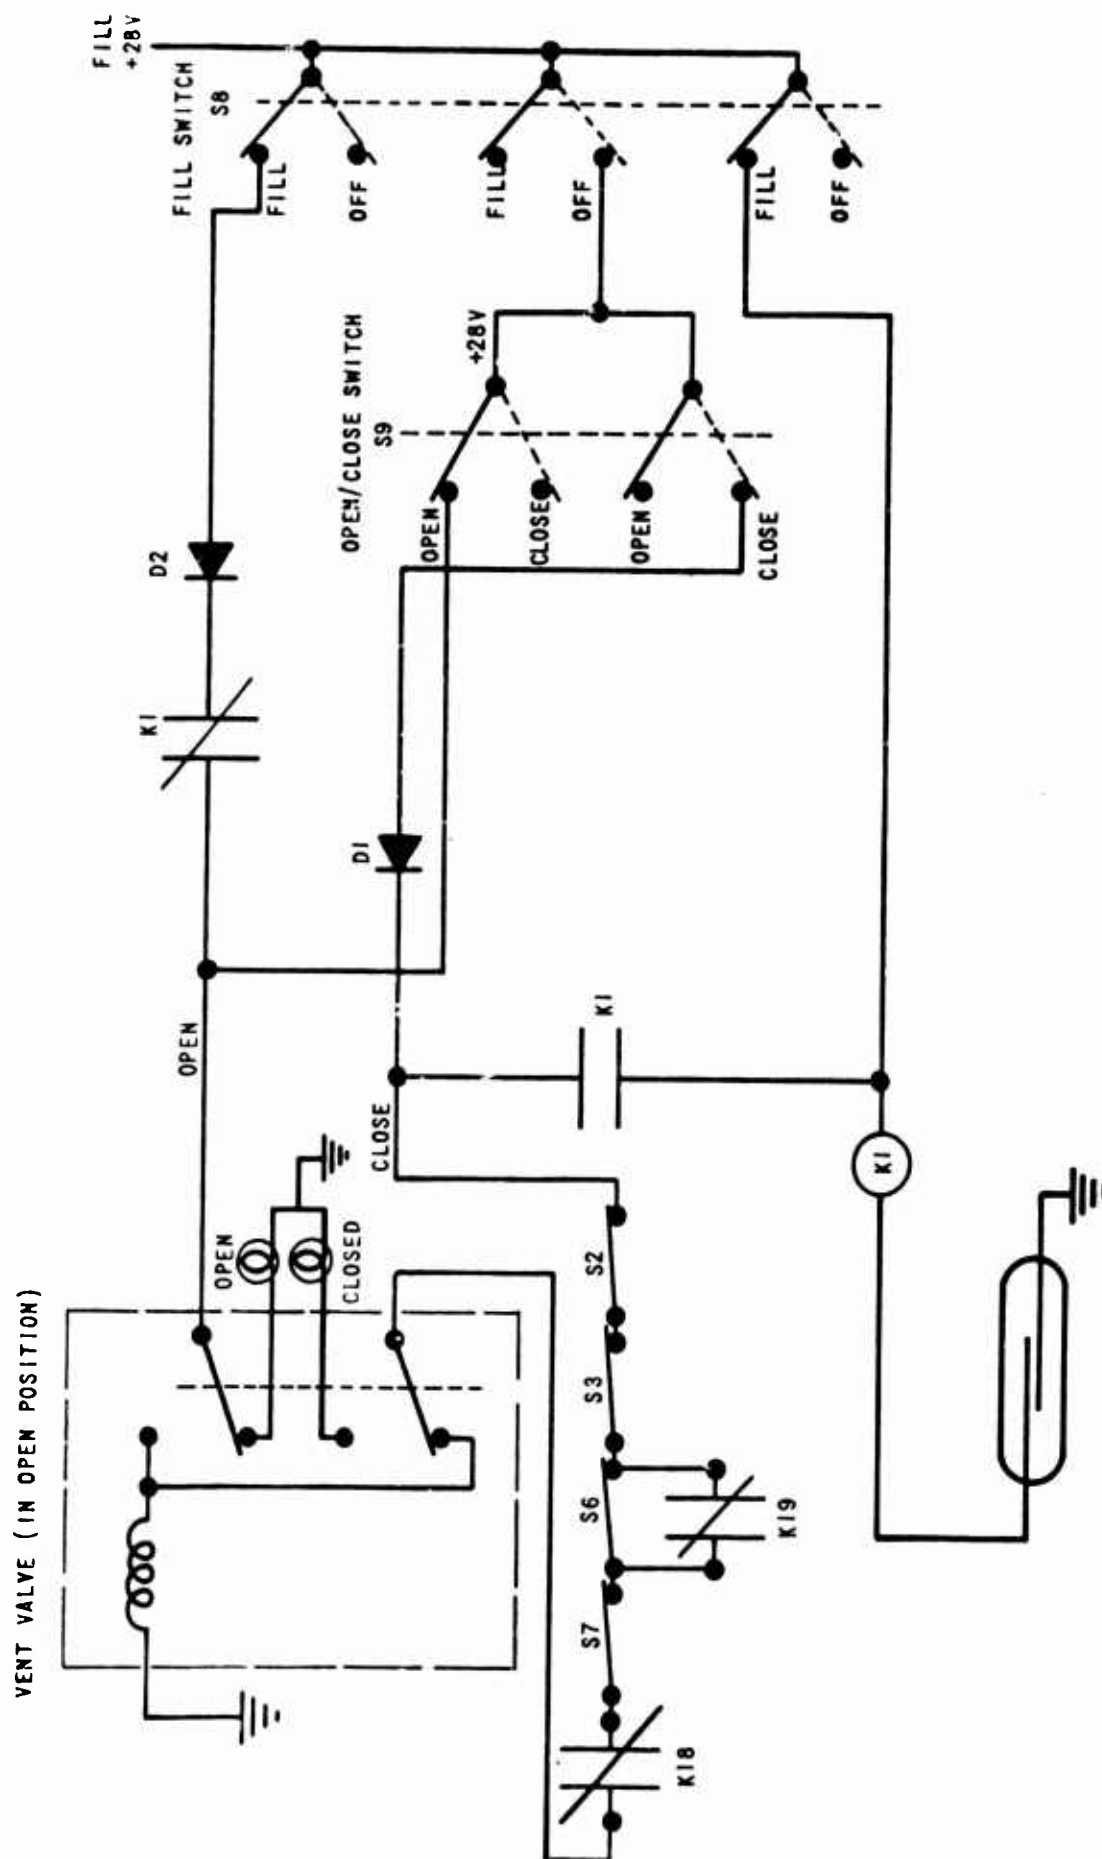 VENT VALVE (IN OPEN POSITION)
FILL
+28V
FILL SWITCH
S8
FILL
OFF
FILL
OFF
FILL
OFF
OPEN/CLOSE SWITCH
S9
+28V
OPEN
CLOSE
OPEN
CLOSE
D2
K1
D1
OPEN
CLOSE
K1
OPEN
CLOSED
S2
S3
S6
S7
K19
K18
K1